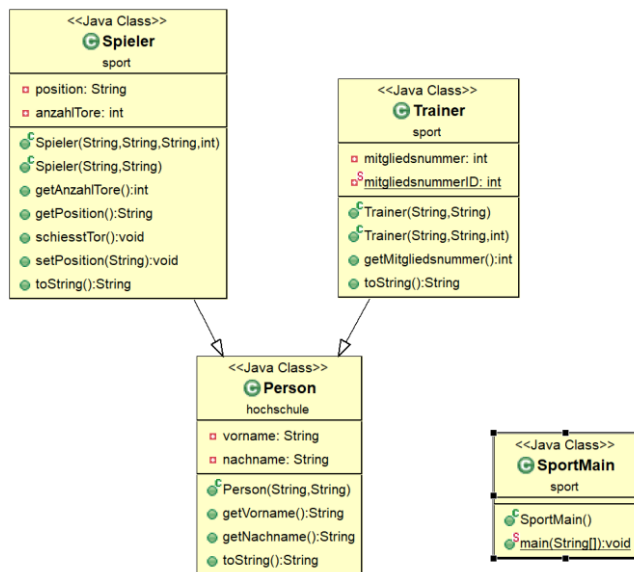 <<Java Class>>
Spieler
sport
position: String
anzahlTore: int
Spieler(String,String,String,int)
Spieler(String,String)
getAnzahlTore():int
getPosition():String
schiesstTor():void
setPosition(String):void
toString():String
<<Java Class>>
Trainer
sport
mitgliedsnummer: int
mitgliedsnummerID: int
Trainer(String,String)
Trainer(String,String,int)
getMitgliedsnummer():int
toString():String
<<Java Class>>
Person
hochschule
vorname: String
nachname: String
Person(String,String)
getVorname():String
getNachname():String
toString():String
<<Java Class>>
SportMain
sport
SportMain()
main(String[]):void